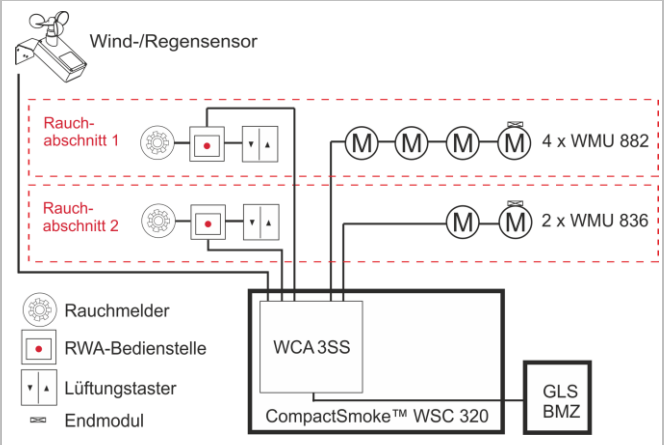 Wind-/Regensensor
Rauch-
abschnitt 1
M M M M
4 x WMU 882
Rauch-
abschnitt 2
M M
2 x WMU 836
Rauchmelder
RWA-Bedienstelle
Lüftungstaster
Endmodul
WCA 3SS
CompactSmoke™ WSC 320
GLS
BMZ